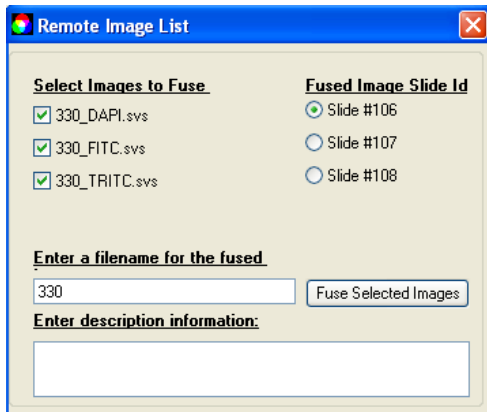 Remote Image List
Select Images to Fuse
330_DAPI.svs
330_FITC.svs
330_TRITC.svs
Fused Image Slide Id
Slide #106
Slide #107
Slide #108
Enter a filename for the fused
330
Fuse Selected Images
Enter description information: